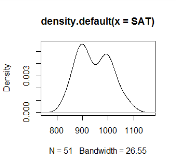 density.default(x = SAT)
Density
0.000
0.003
800
900
1000
1100
N = 51 Bandwidth = 26.55